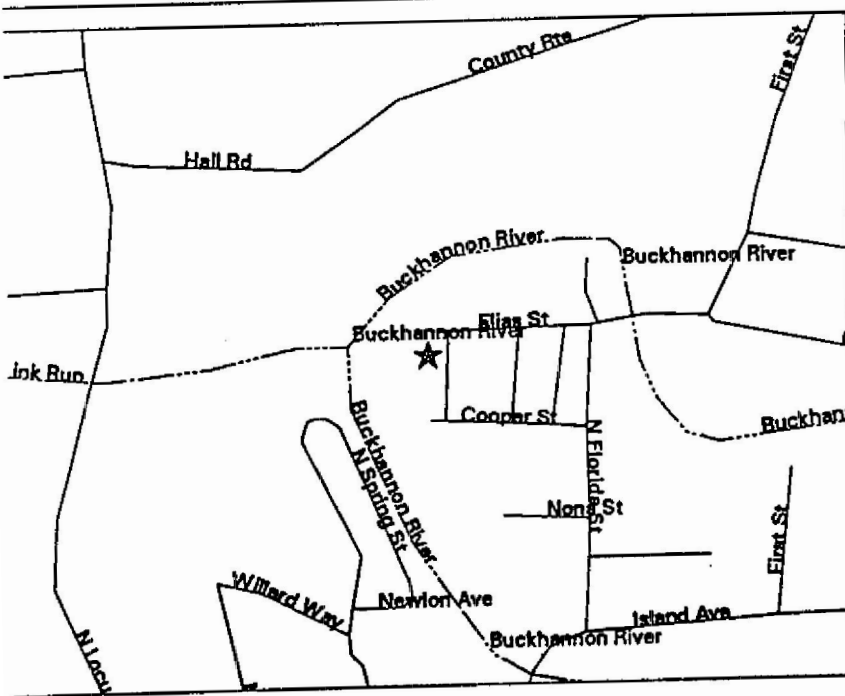 County Rte
First St
Hall Rd
Buckhannon River
Buckhannon River
Elias St
Buckhannon River
ink Run
Cooper St
Buckhan
Buckhannon River
N Spring St
N Florida St
Nona St
First St
Willard Way
Newlon Ave
Island Ave
Buckhannon River
N Locu